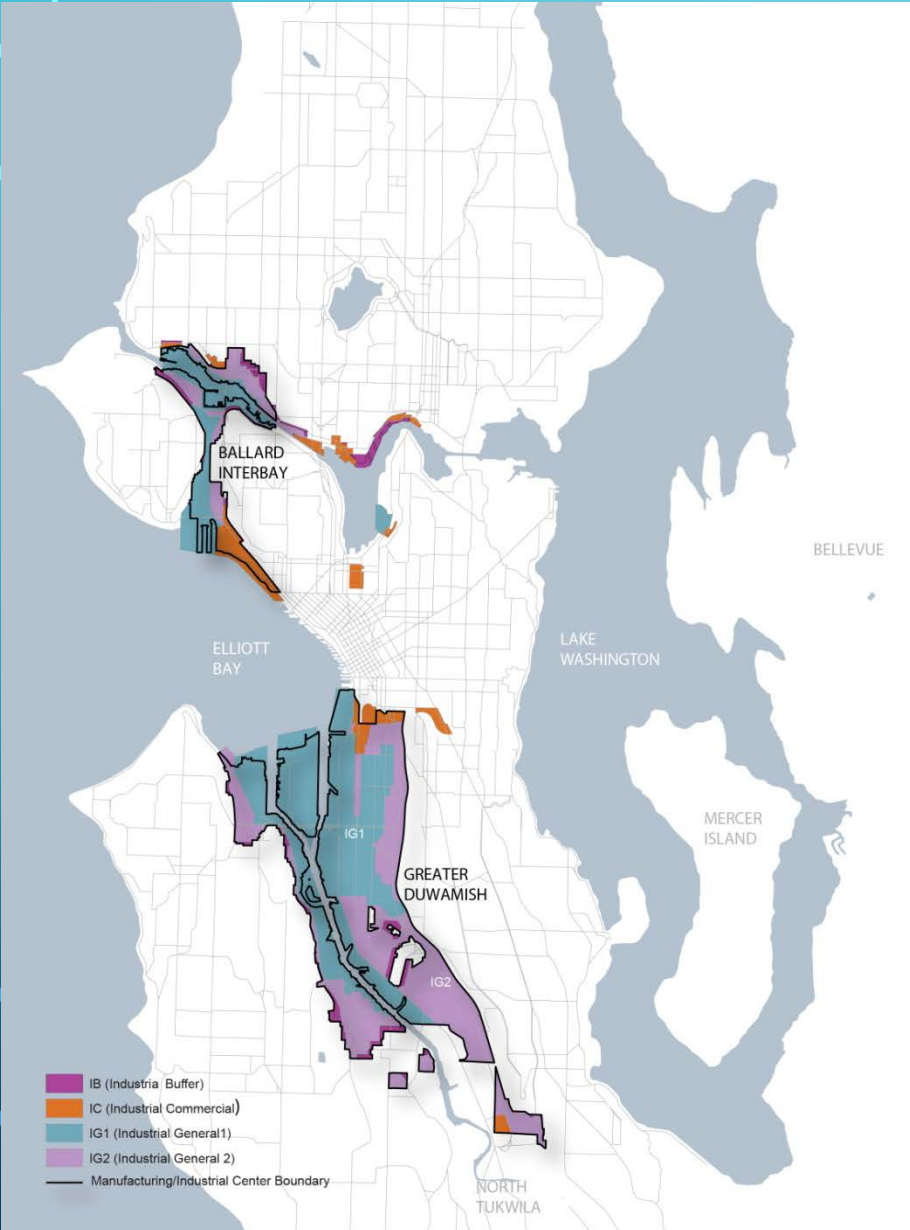 BALLARD
INTERBAY
BELLEVUE
ELLIOTT
BAY
LAKE
WASHINGTON
MERCER
ISLAND
IG1
GREATER
DUWAMISH
IG2
IB (Industria Buffer)
IC (Industrial Commercial)
IG1 (Industrial General1)
IG2 (Industrial General 2)
Manufacturing/Industrial Center Boundary
NORTH
TUKWILA